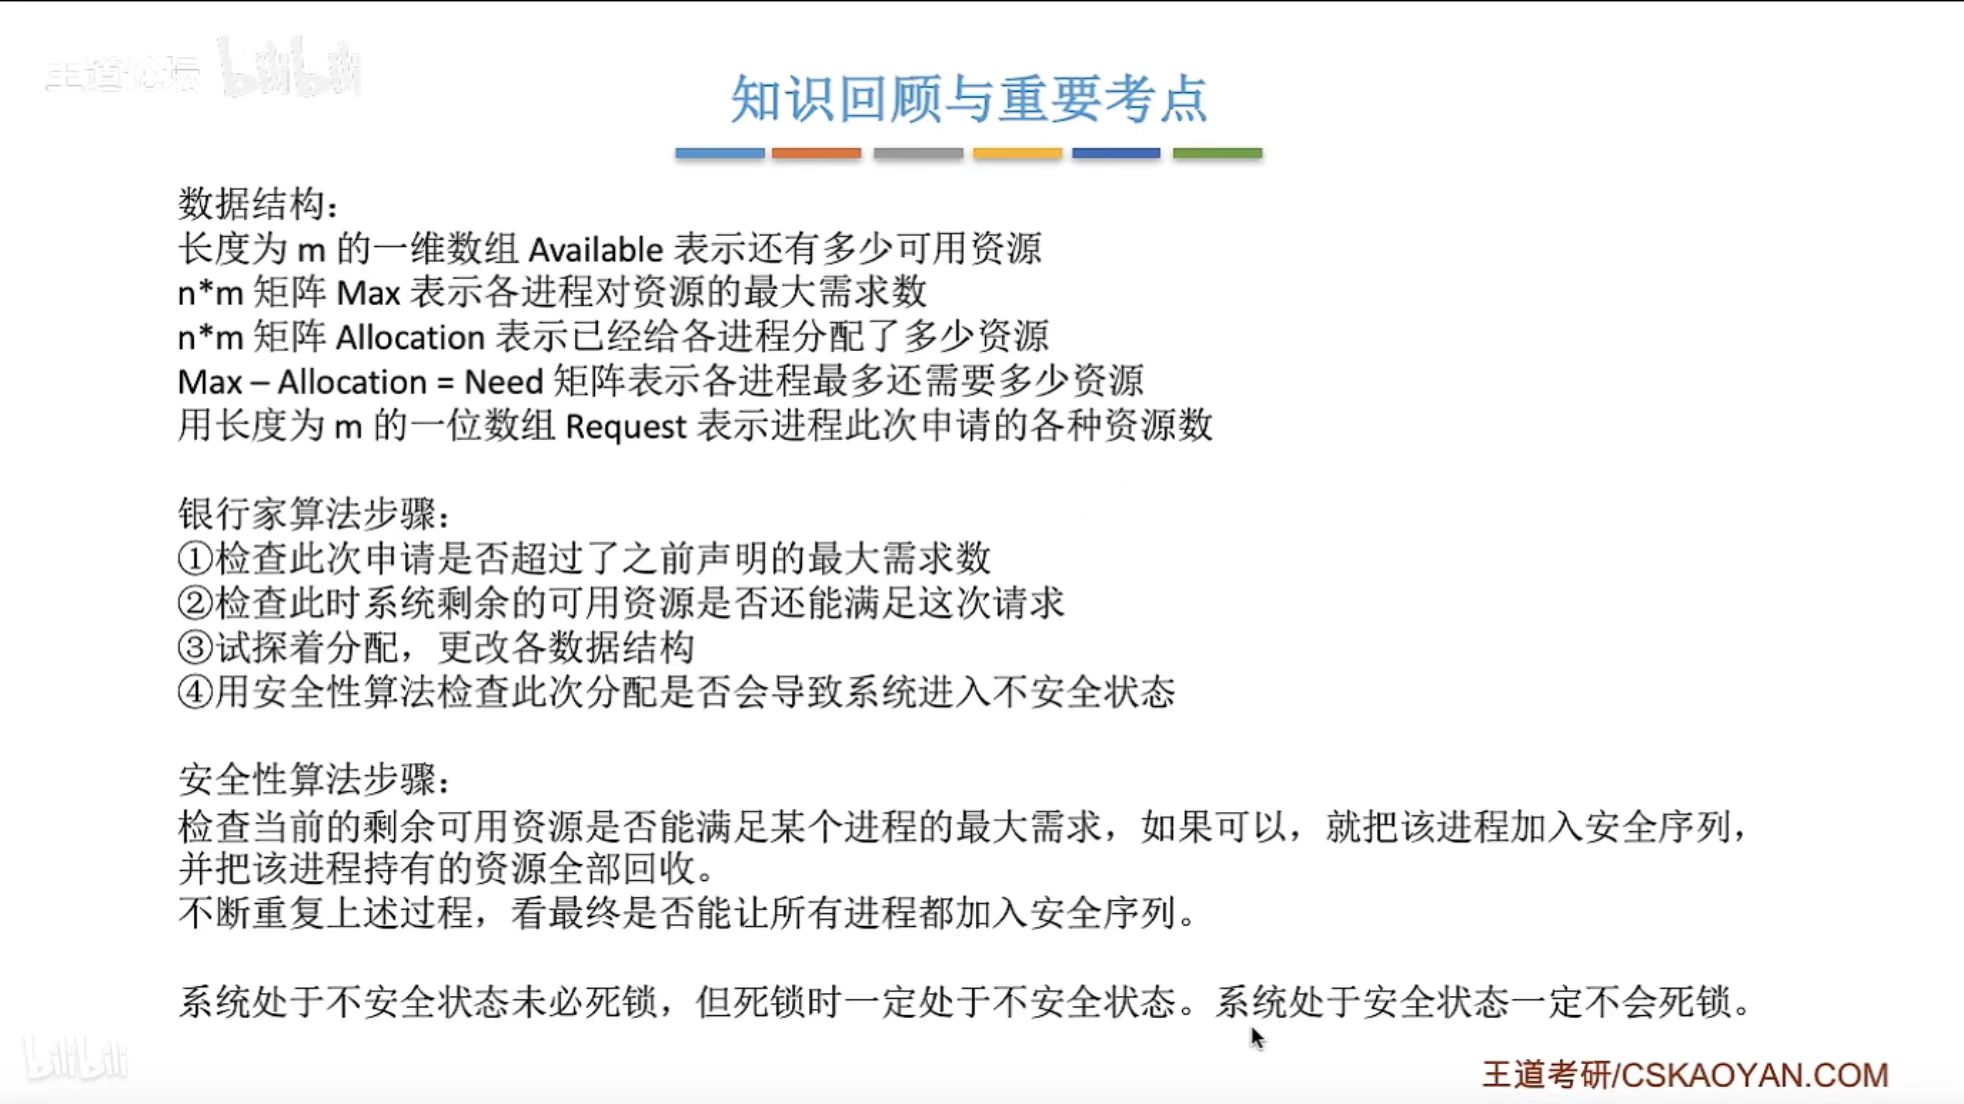 王道论坛 bilibili
知识回顾与重要考点
数据结构：
长度为 m 的一维数组 Available 表示还有多少可用资源
n*m 矩阵 Max 表示各进程对资源的最大需求数
n*m 矩阵 Allocation 表示已经给各进程分配了多少资源
Max – Allocation = Need 矩阵表示各进程最多还需要多少资源
用长度为 m 的一位数组 Request 表示进程此次申请的各种资源数
银行家算法步骤：
①检查此次申请是否超过了之前声明的最大需求数
②检查此时系统剩余的可用资源是否还能满足这次请求
③试探着分配，更改各数据结构
④用安全性算法检查此次分配是否会导致系统进入不安全状态
安全性算法步骤：
检查当前的剩余可用资源是否能满足某个进程的最大需求，如果可以，就把该进程加入安全序列，
并把该进程持有的资源全部回收。
不断重复上述过程，看最终是否能让所有进程都加入安全序列。
系统处于不安全状态未必死锁，但死锁时一定处于不安全状态。系统处于安全状态一定不会死锁。
bilibili
王道考研/CSKAOYAN.COM